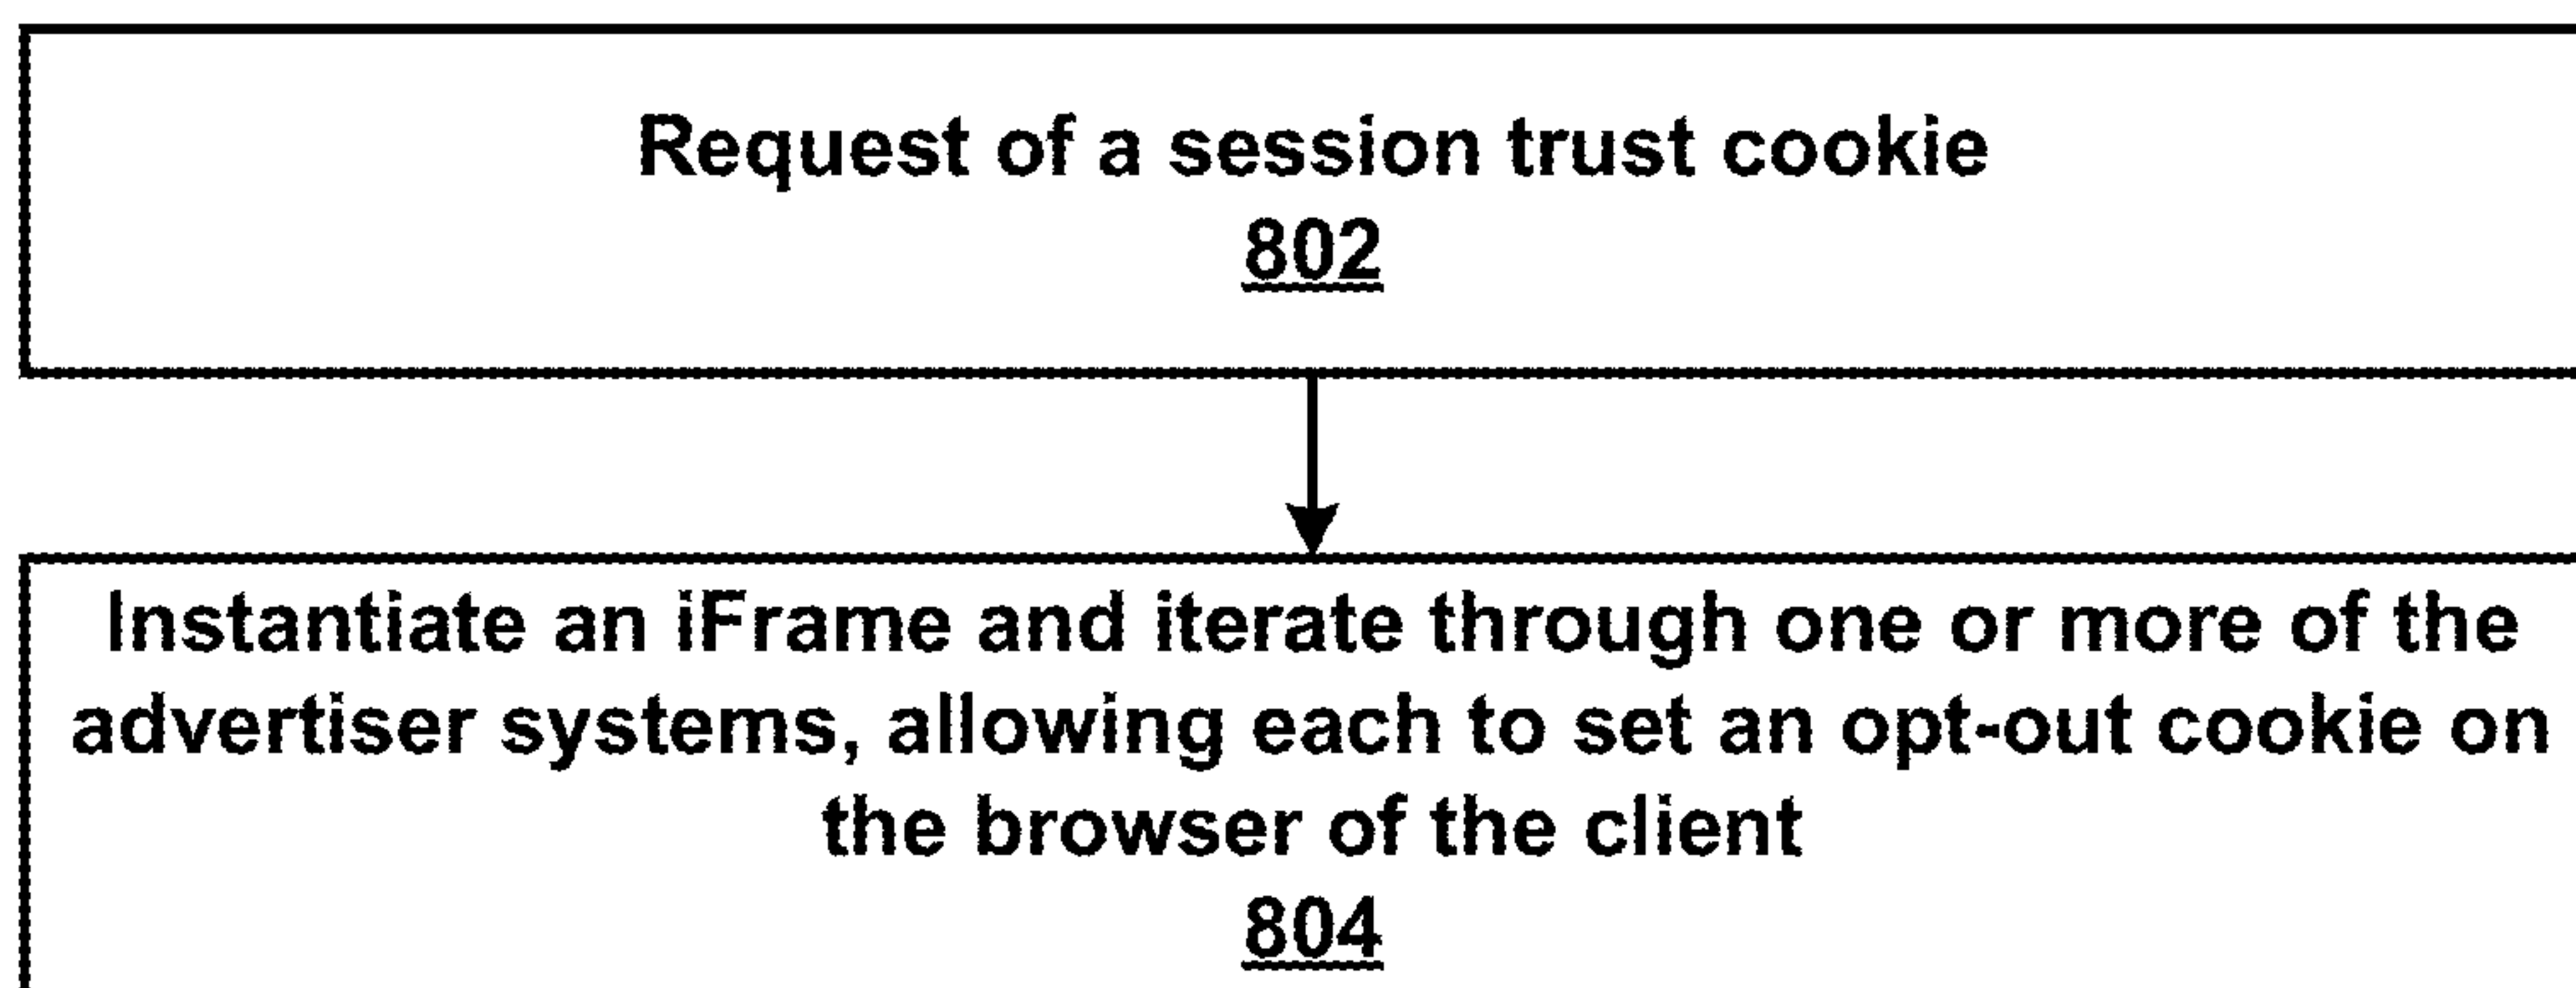 Request of a session trust cookie
802
Instantiate an iFrame and iterate through one or more of the
advertiser systems, allowing each to set an opt-out cookie on
the browser of the client
804